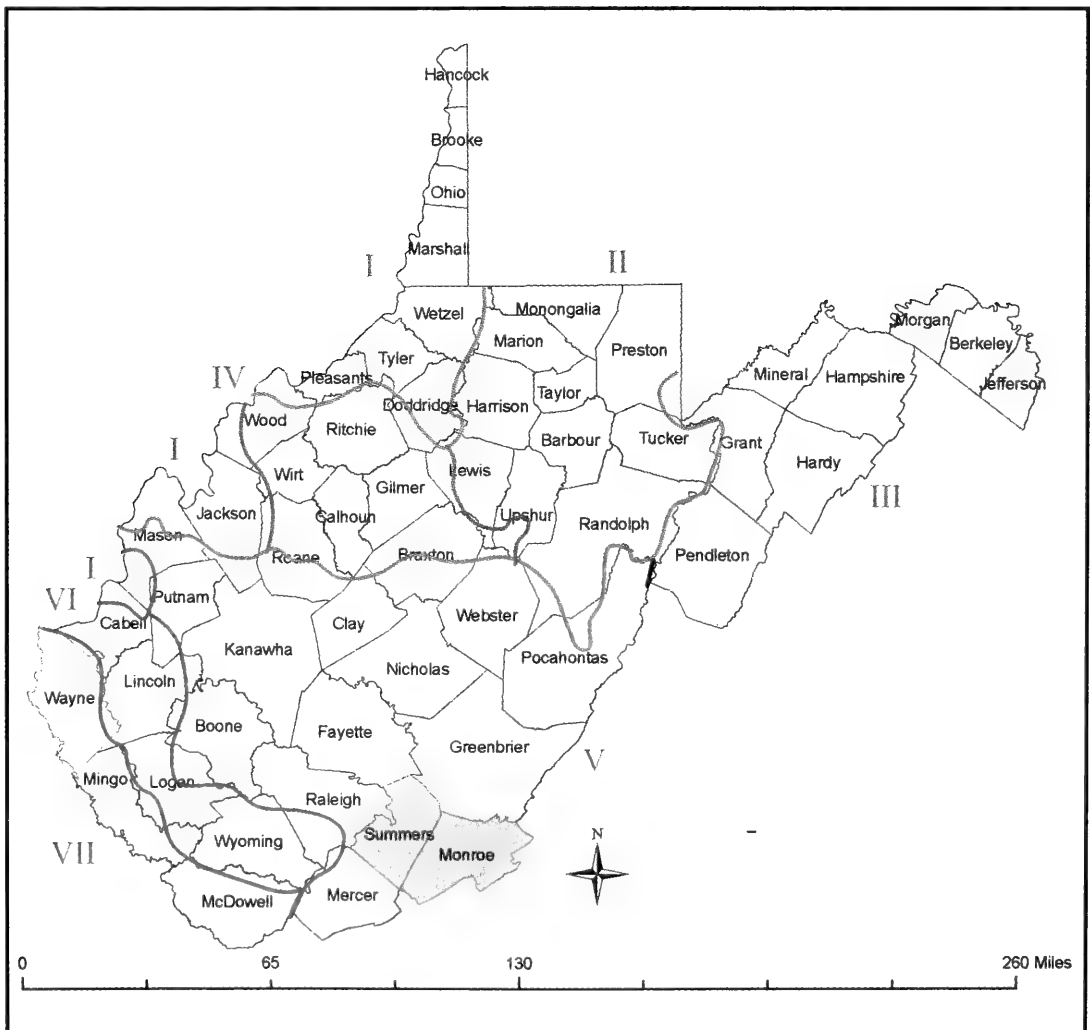 Hancock
Brooke
Ohio
Marshall
I
II
Wetzel
Monongalia
Marion
Morgan
Berkeley
Jefferson
Preston
Tyler
Mineral
Hampshire
IV
Pleasants
Doddridge
Harrison
Taylor
Wood
Ritchie
Barbour
Tucker
Grant
I
Wirt
Lewis
Hardy
Gilmer
III
Jackson
Calhoun
Upshur
Randolph
Mason
Roane
Braxton
Pendleton
I
VI
Putnam
Cabell
Clay
Webster
Kanawha
Pocahontas
Nicholas
Lincoln
Wayne
Boone
Fayette
Greenbrier
V
Mingo
Logan
Raleigh
Summers
N
Wyoming
VII
Monroe
McDowell
Mercer
0 65 130 260 Miles